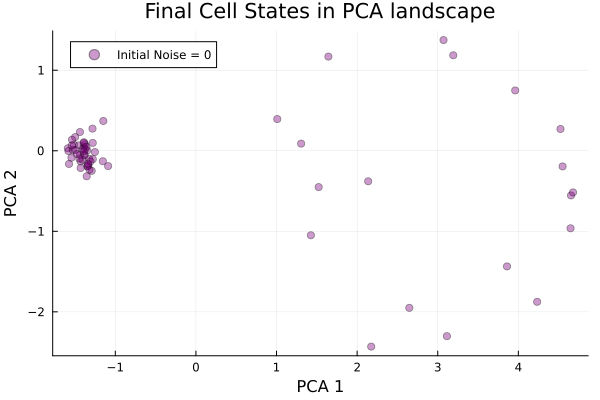 Final Cell States in PCA landscape
Initial Noise = 0
PCA 2
1
0
−1
−2
−1
0
1
2
3
4
PCA 1